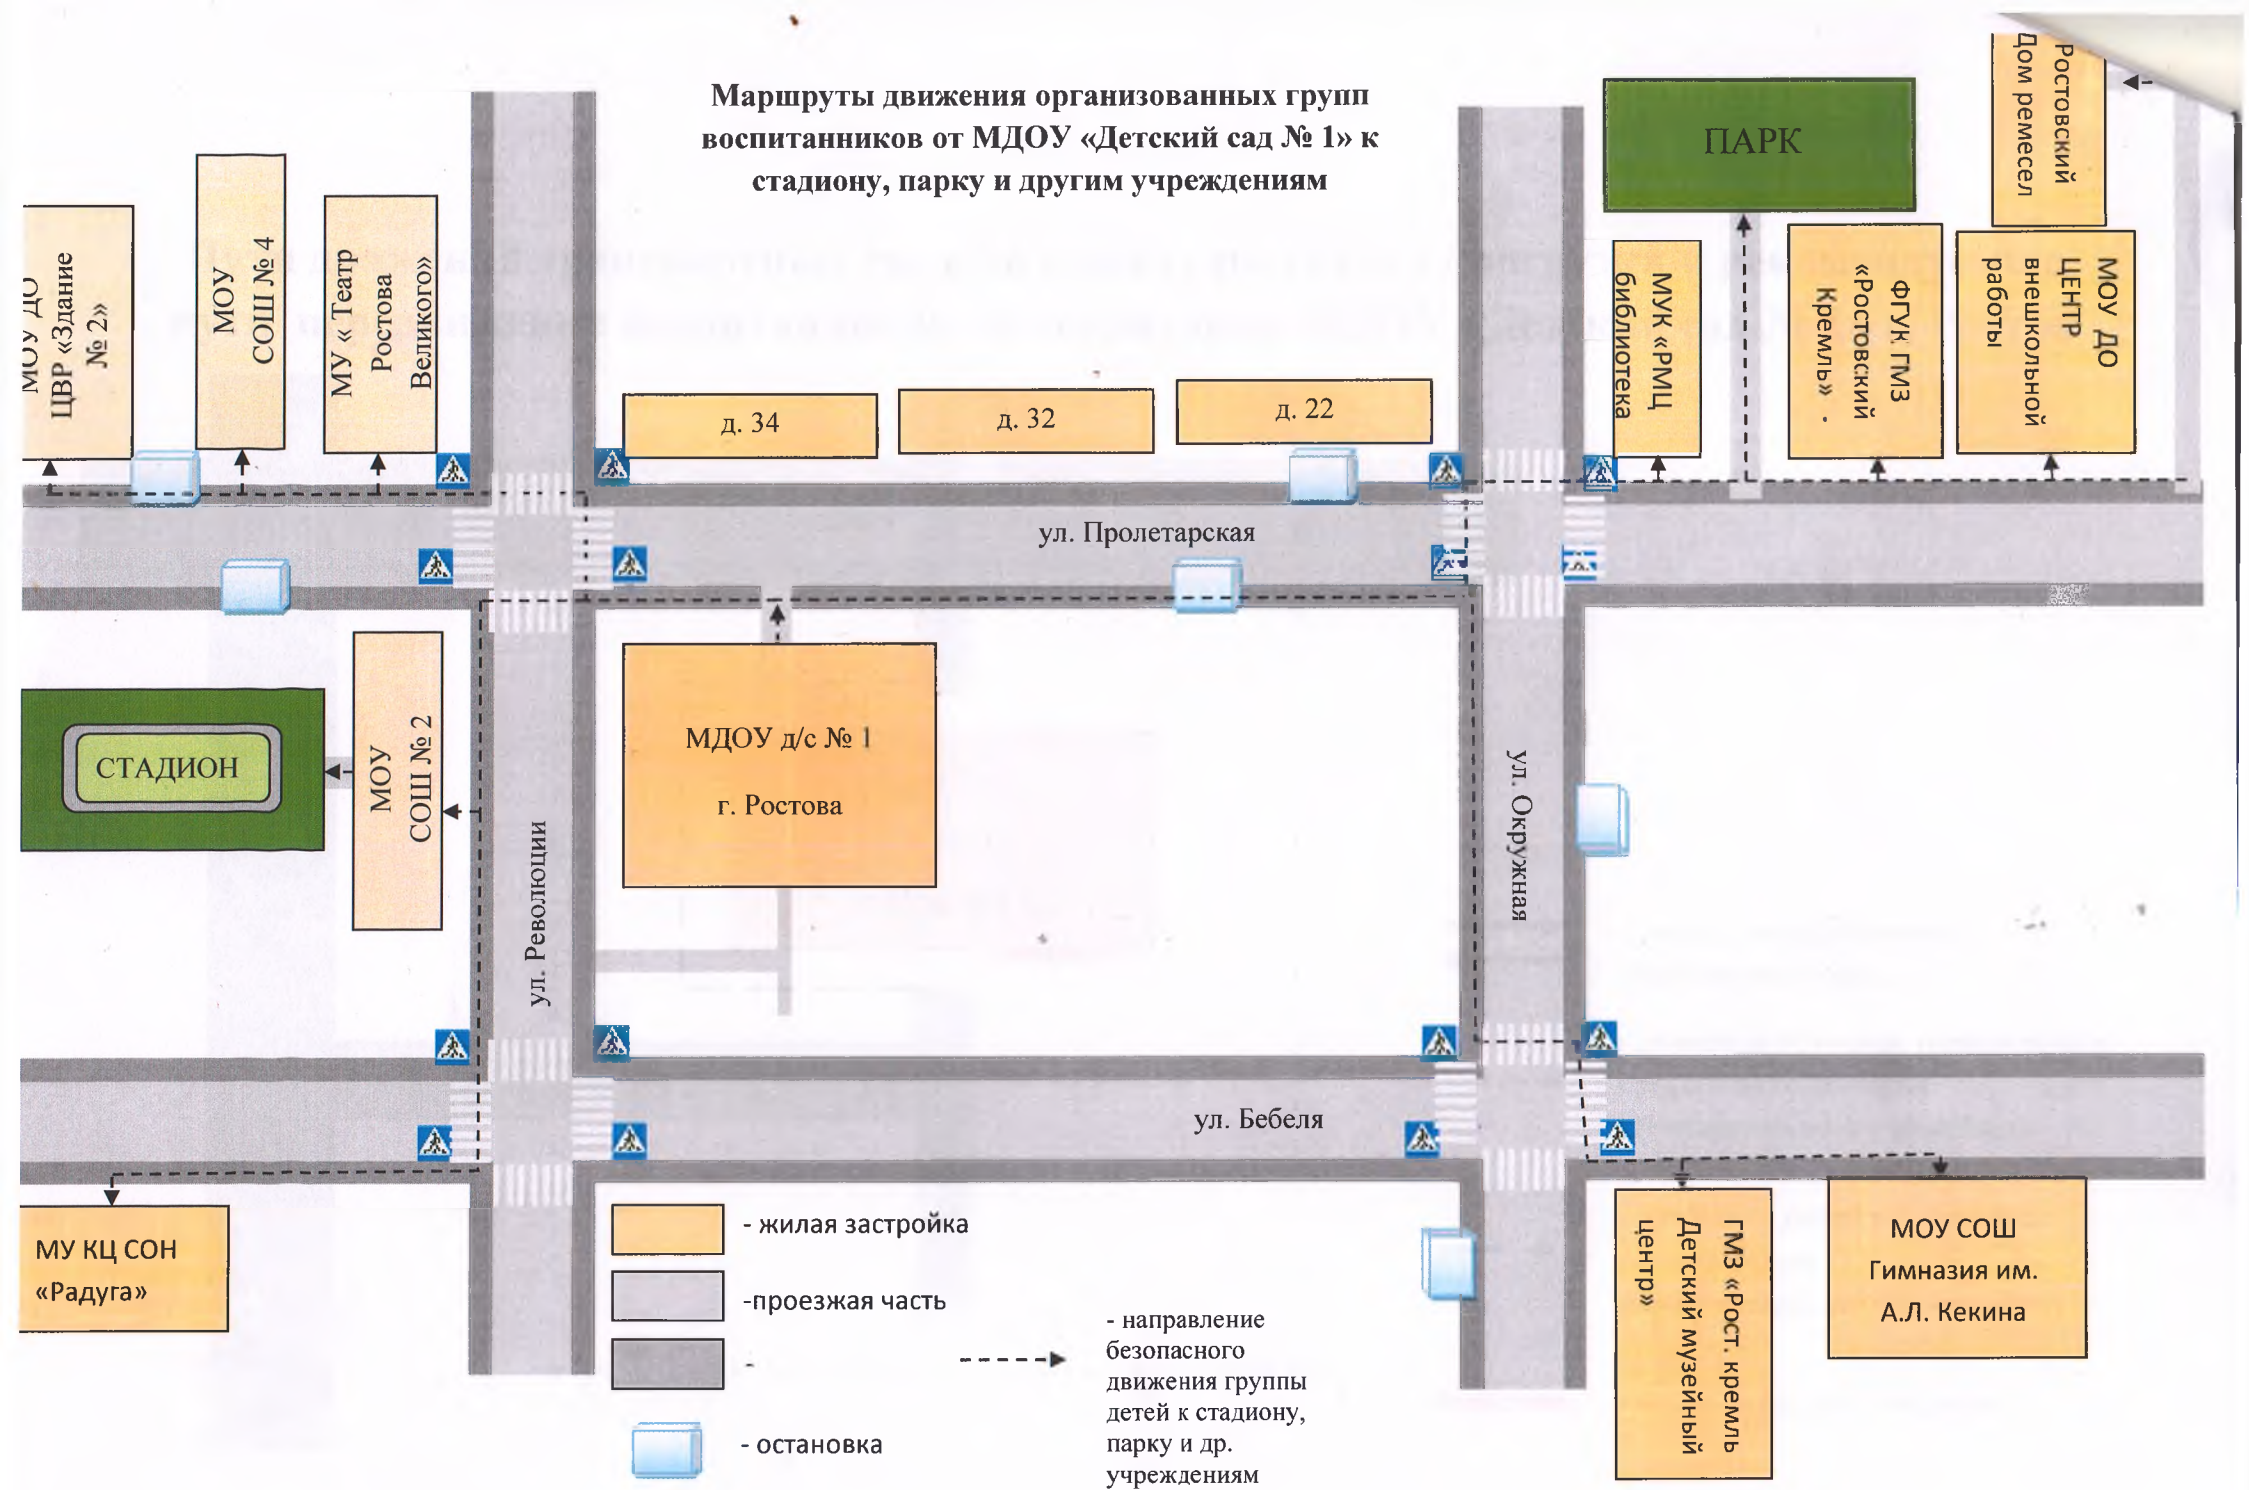 Маршруты движения организованных групп
воспитанников от МДОУ «Детский сад № 1» к
стадиону, парку и другим учреждениям
МОУ ДО
ЦВР «Здание
№ 2»
МОУ
СОШ № 4
МУ « Театр
Ростова
Великого»
д. 34
д. 32
д. 22
МУК «РМЦ
библиотека
ПАРК
ФГУК ГМЗ
«Ростовский
Кремль» .
Ростовский
Дом ремесел
МОУ ДО
ЦЕНТР
внешкольной
работы
ул. Пролетарская
СТАДИОН
МОУ
СОШ № 2
ул. Революции
МДОУ д/с № 1
г. Ростова
ул. Окружная
ул. Бебеля
МУ КЦ СОН
«Радуга»
ГМЗ «Рост. кремль
Детский музейный
центр»
МОУ СОШ
Гимназия им.
А.Л. Кекина
- жилая застройка
-проезжая часть
-
- остановка
- направление
безопасного
движения группы
детей к стадиону,
парку и др.
учреждениям